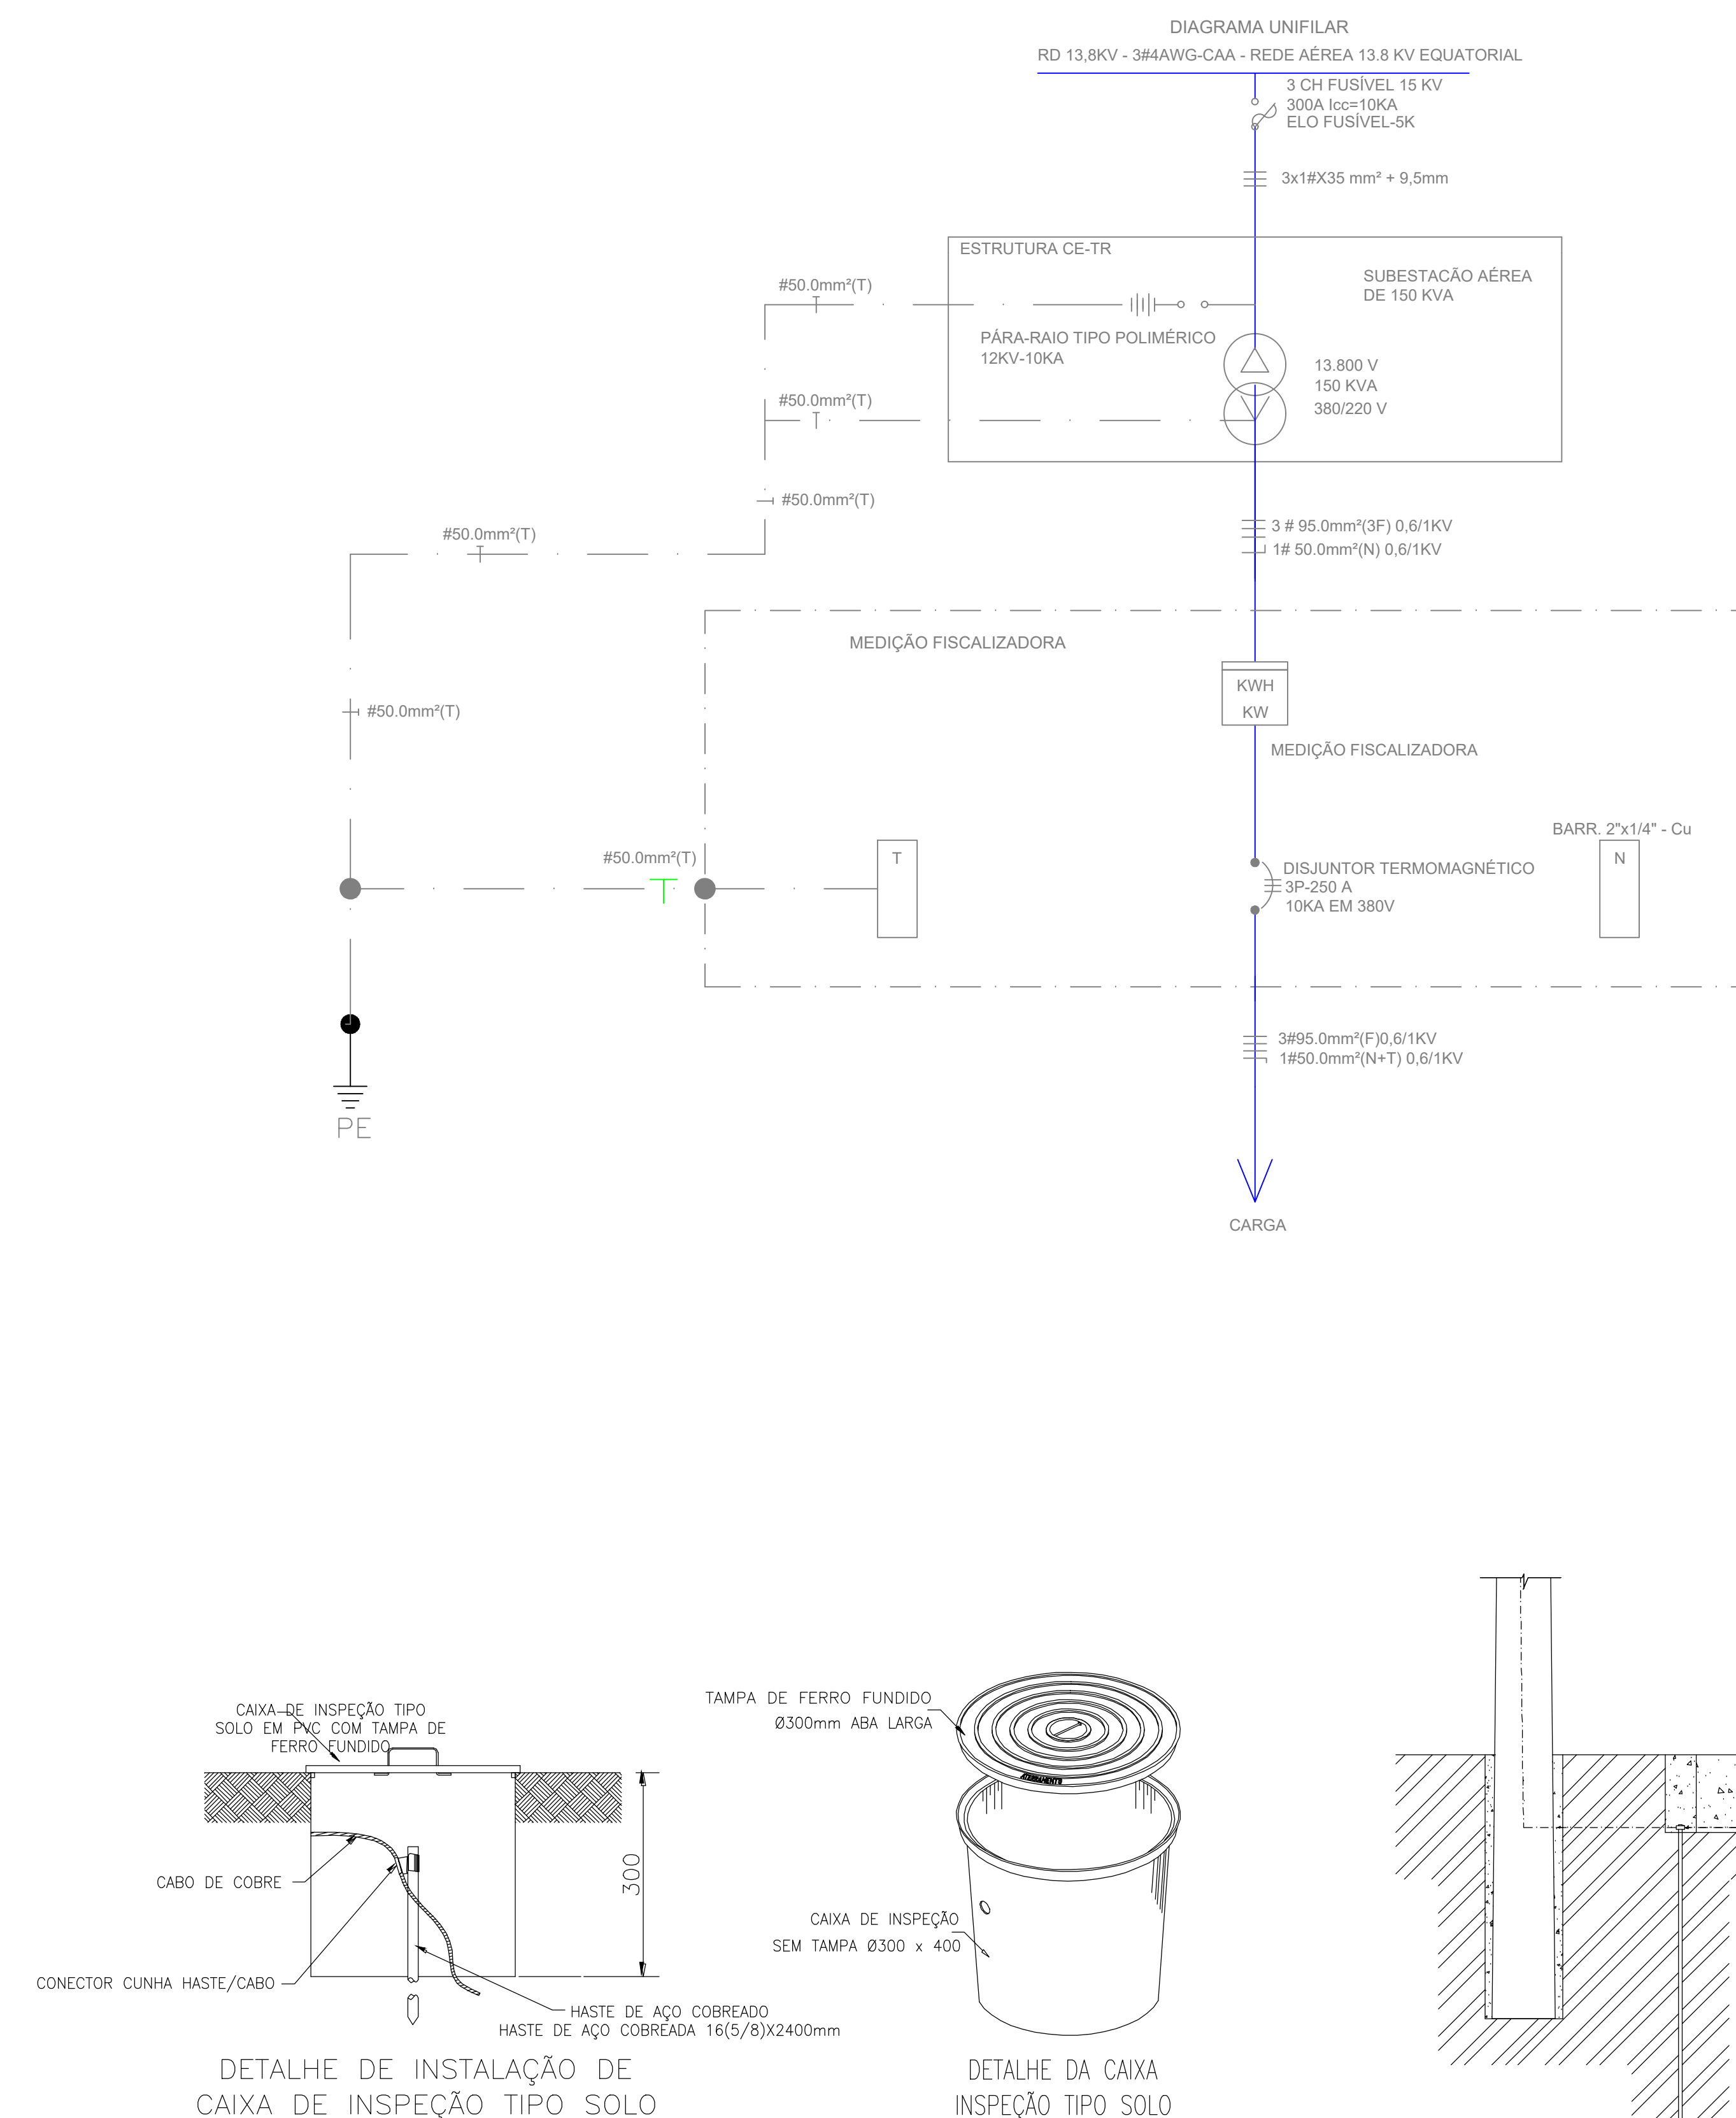 DIAGRAMA UNIFILAR
RD 13,8KV - 3#4AWG-CAA - REDE AÉREA 13.8 KV EQUATORIAL
3 CH FUSÍVEL 15 KV
300A Icc=10KA
ELO FUSÍVEL-5K
3x1#X35 mm² + 9,5mm
ESTRUTURA CE-TR
SUBESTACÃO AÉREA
DE 150 KVA
#50.0mm²(T)
PÁRA-RAIO TIPO POLIMÉRICO
12KV-10KA
13.800 V
150 KVA
380/220 V
#50.0mm²(T)
#50.0mm²(T)
#50.0mm²(T)
3 # 95.0mm²(3F) 0,6/1KV
1# 50.0mm²(N) 0,6/1KV
MEDIÇÃO FISCALIZADORA
KWH
KW
#50.0mm²(T)
MEDIÇÃO FISCALIZADORA
BARR. 2"x1/4" - Cu
#50.0mm²(T)
T
DISJUNTOR TERMOMAGNÉTICO
3P-250 A
10KA EM 380V
N
3#95.0mm²(F)0,6/1KV
1#50.0mm²(N+T) 0,6/1KV
PE
CARGA
CAIXA DE INSPEÇÃO TIPO
SOLO EM PVC COM TAMPA DE
FERRO FUNDIDO
CABO DE COBRE
300
CONECTOR CUNHA HASTE/CABO
HASTE DE AÇO COBREADO
HASTE DE AÇO COBREADA 16(5/8)X2400mm
DETALHE DE INSTALAÇÃO DE
CAIXA DE INSPEÇÃO TIPO SOLO
TAMPA DE FERRO FUNDIDO
Ø300mm ABA LARGA
ATERRAMENTO
CAIXA DE INSPEÇÃO
SEM TAMPA Ø300 x 400
DETALHE DA CAIXA
INSPEÇÃO TIPO SOLO